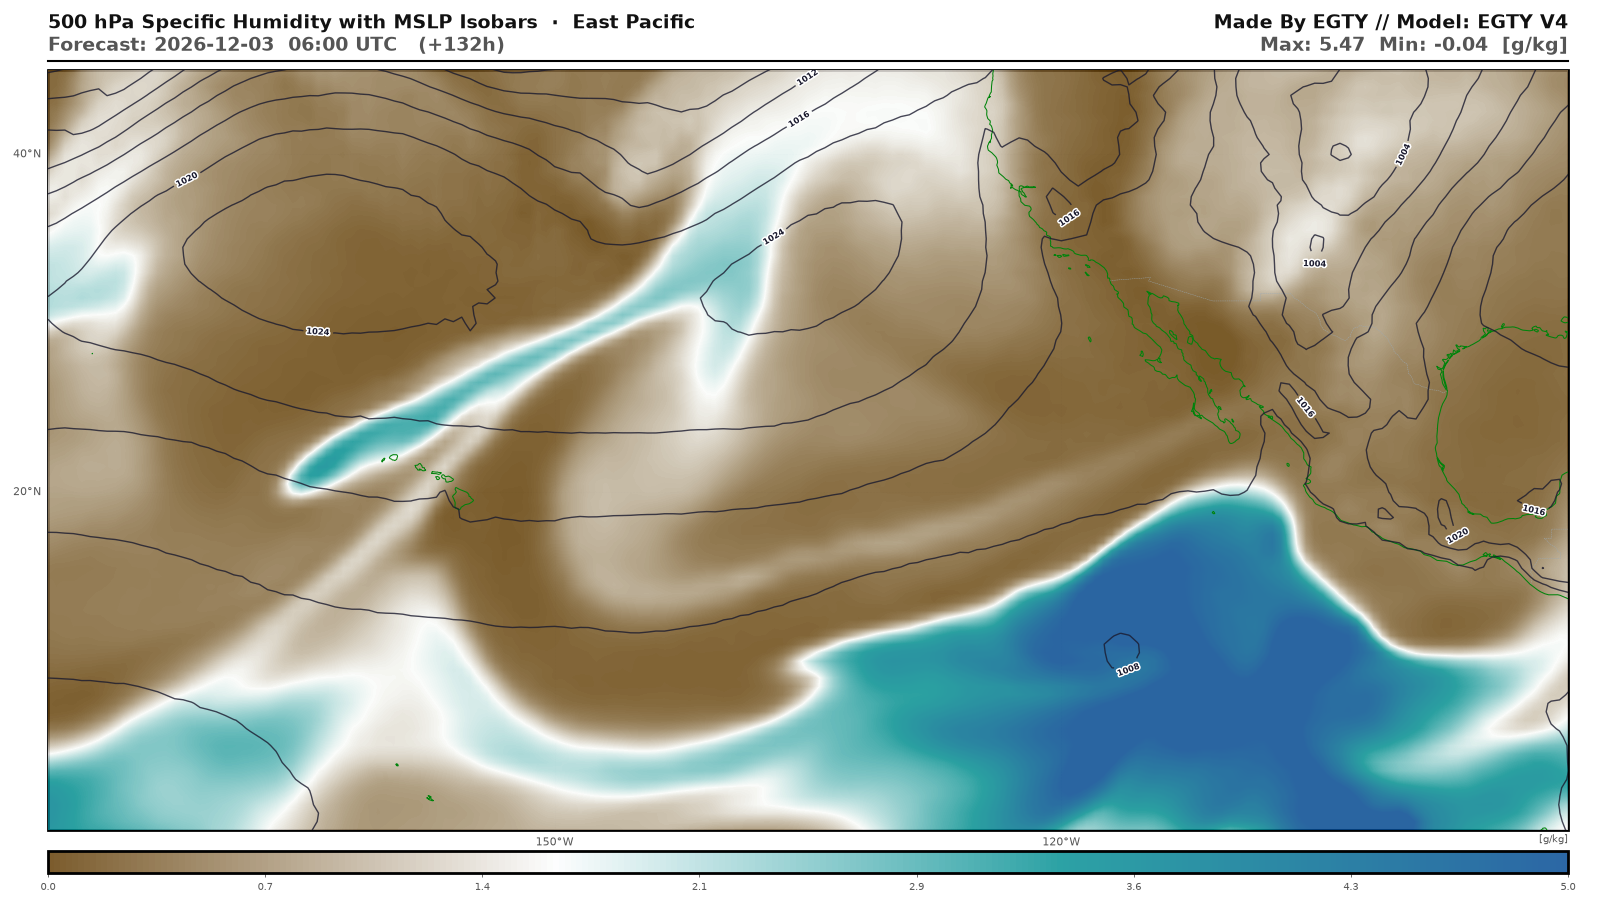 500 hPa Specific Humidity with MSLP Isobars · East Pacific
Made By EGTY // Model: EGTY V4
Forecast: 2026-12-03 06:00 UTC (+132h)
Max: 5.47 Min: -0.04 [g/kg]
1012
1016
40°N
1004
1020
1016
1024
1004
1024
1016
20°N
1016
1020
1008
150°W
120°W
[g/kg]
0.0
0.7
1.4
2.1
2.9
3.6
4.3
5.0